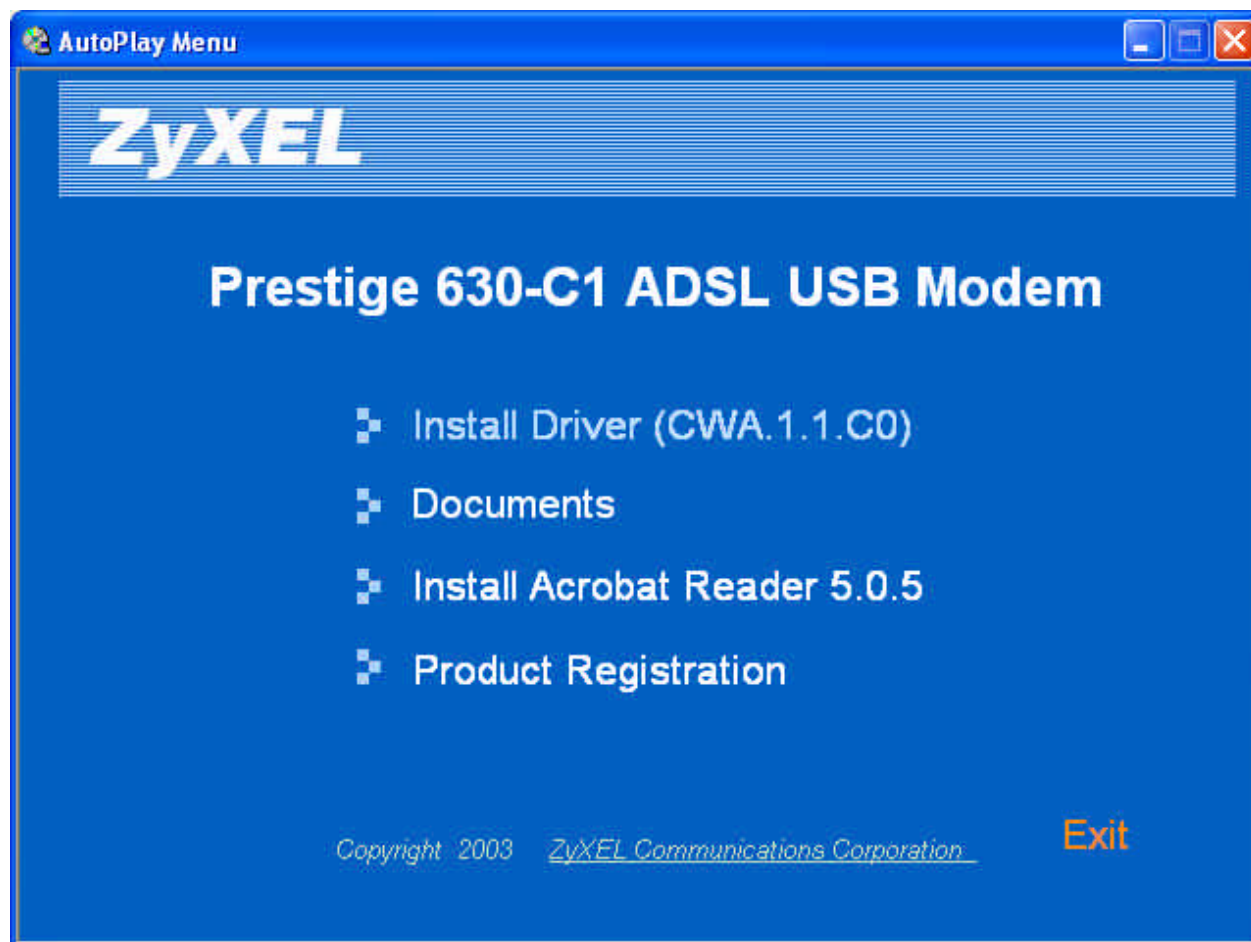 AutoPlay Menu
ZyXEL
Prestige 630-C1 ADSL USB Modem
Install Driver (CWA.1.1.C0)
Documents
Install Acrobat Reader 5.0.5
Product Registration
Exit
Copyright 2003 ZyXEL Communications Corporation